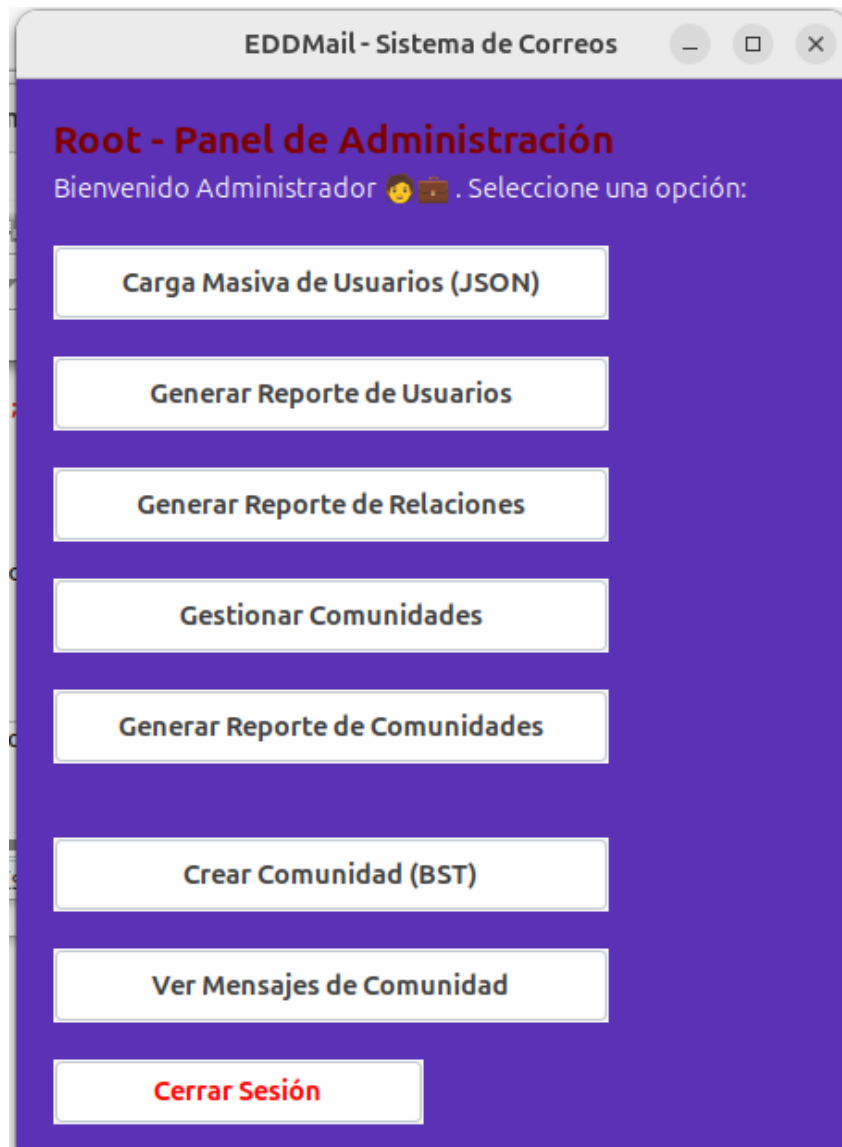 EDDMail - Sistema de Correos
Root - Panel de Administración
Bienvenido Administrador 🧑💼 . Seleccione una opción:
Carga Masiva de Usuarios (JSON)
Generar Reporte de Usuarios
Generar Reporte de Relaciones
Gestionar Comunidades
Generar Reporte de Comunidades
Crear Comunidad (BST)
Ver Mensajes de Comunidad
Cerrar Sesión